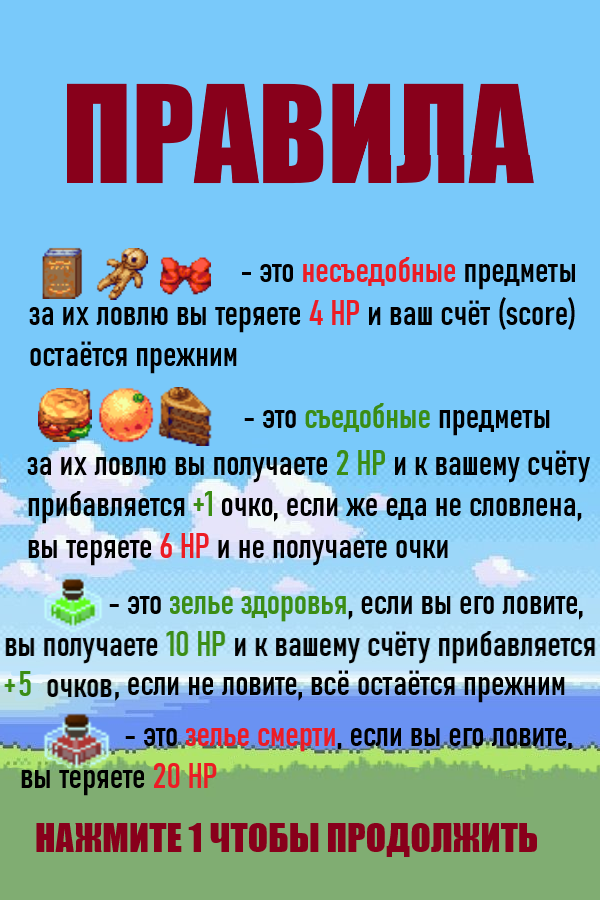 ПРАВИЛА
- это несъедобные предметы
за их ловлю вы теряете 4 HP и ваш счёт (score)
остаётся прежним
- это съедобные предметы
за их ловлю вы получаете 2 HP и к вашему счёту
прибавляется +1 очко, если же еда не словлена,
вы теряете 6 HP и не получаете очки
- это зелье здоровья, если вы его ловите,
вы получаете 10 HP и к вашему счёту прибавляется
+5 очков, если не ловите, всё остаётся прежним
- это зелье смерти, если вы его ловите,
вы теряете 20 HP
НАЖМИТЕ 1 ЧТОБЫ ПРОДОЛЖИТЬ